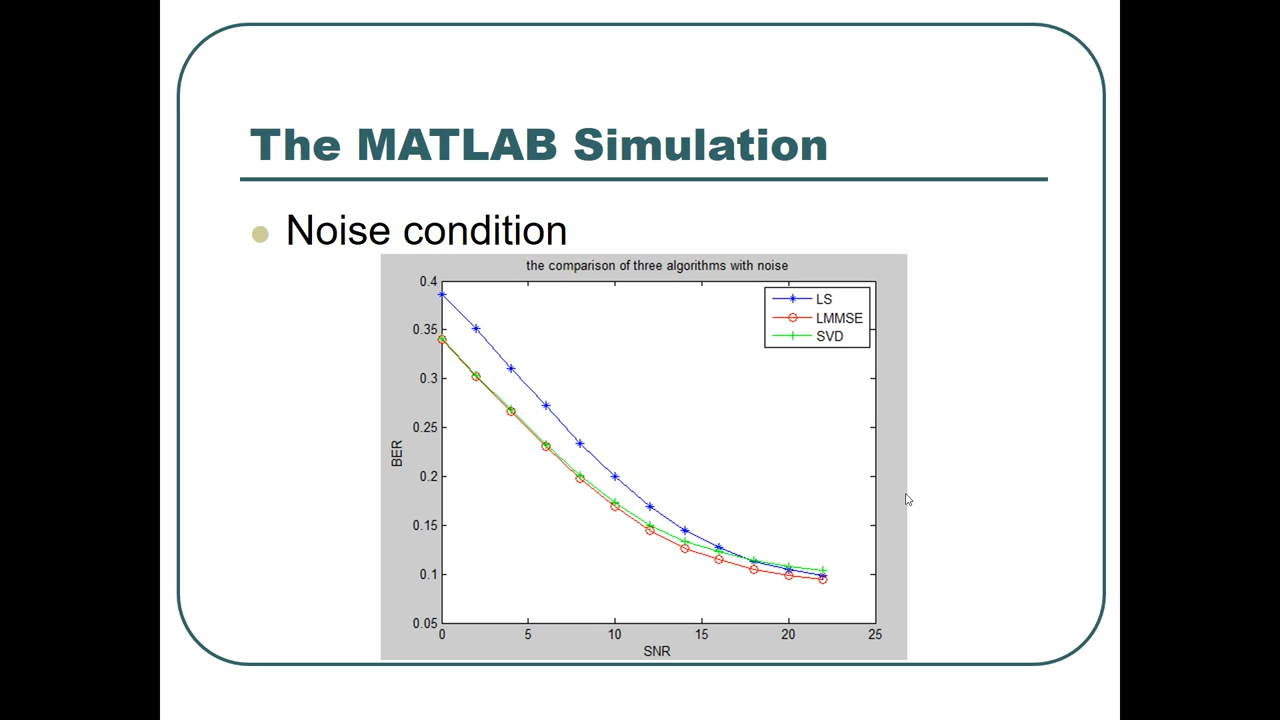 The MATLAB Simulation
Noise condition
the comparison of three algorithms with noise
LS
LMMSE
SVD
BER
0.4
0.35
0.3
0.25
0.2
0.15
0.1
0.05
0 5 10 15 20 25
SNR